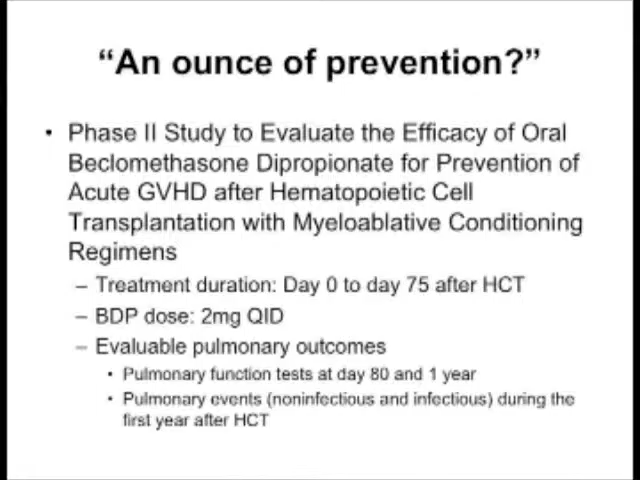 “An ounce of prevention?”
• Phase II Study to Evaluate the Efficacy of Oral
Beclomethasone Dipropionate for Prevention of
Acute GVHD after Hematopoietic Cell
Transplantation with Myeloablative Conditioning
Regimens
– Treatment duration: Day 0 to day 75 after HCT
– BDP dose: 2mg QID
– Evaluable pulmonary outcomes
• Pulmonary function tests at day 80 and 1 year
• Pulmonary events (noninfectious and infectious) during the
first year after HCT